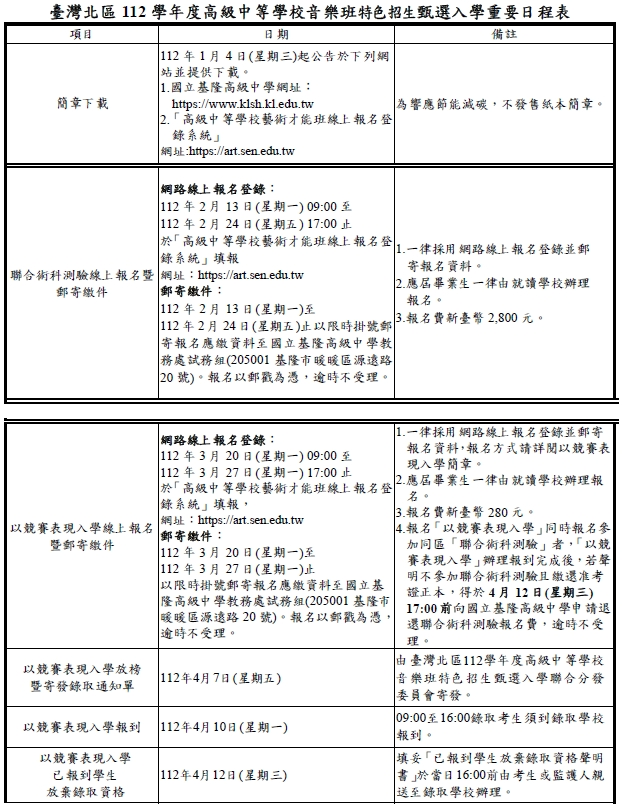 臺灣北區 112 學年度高級中等學校音樂班特色招生甄選入學重要日程表
項目
日期
備註
簡章下載
112 年 1 月 4 日(星期三)起公告於下列網
站並提供下載。
1.國立基隆高級中學網址：
https://www.klsh.kl.edu.tw
2.「高級中等學校藝術才能班線上報名登
錄系統」
網址:https://art.sen.edu.tw
為響應節能減碳，不發售紙本簡章。
聯合術科測驗線上報名暨
郵寄繳件
網路線上報名登錄：
112 年 2 月 13 日(星期一) 09:00 至
112 年 2 月 24 日(星期五) 17:00 止
於「高級中等學校藝術才能班線上報名登
錄系統」填報
網址：https://art.sen.edu.tw
郵寄繳件：
112 年 2 月 13 日(星期一)至
112 年 2 月 24 日(星期五)止以限時掛號郵
寄報名應繳資料至國立基隆高級中學教
務處試務組(205001 基隆市暖暖區源遠路
20 號)。報名以郵戳為憑，逾時不受理。
1.一律採用網路線上報名登錄並郵
寄報名資料。
2.應屆畢業生一律由就讀學校辦理
報名。
3.報名費新臺幣 2,800 元。
以競賽表現入學線上報名
暨郵寄繳件
網路線上報名登錄：
112 年 3 月 20 日(星期一) 09:00 至
112 年 3 月 27 日(星期一) 17:00 止
於「高級中等學校藝術才能班線上報名登
錄系統」填報，
網址：https://art.sen.edu.tw
郵寄繳件：
112 年 3 月 20 日(星期一)至
112 年 3 月 27 日(星期一)止
以限時掛號郵寄報名應繳資料至國立基
隆高級中學教務處試務組(205001 基隆市
暖暖區源遠路 20 號)。報名以郵戳為憑，
逾時不受理。
1.一律採用網路線上報名登錄並郵寄
報名資料，報名方式請詳閱以競賽表
現入學簡章。
2.應屆畢業生一律由就讀學校辦理報
名。
3.報名費新臺幣 280 元。
4.報名「以競賽表現入學」同時報名參
加同區「聯合術科測驗」者，「以競
賽表現入學」辦理報到完成後，若聲
明不參加聯合術科測驗且繳還准考
證正本，得於 4 月 12 日(星期三)
17:00 前向國立基隆高級中學申請退
還聯合術科測驗報名費，逾時不受
理。
以競賽表現入學放榜
暨寄發錄取通知單
112年4月7日(星期五)
由臺灣北區112學年度高級中等學校
音樂班特色招生甄選入學聯合分發
委員會寄發。
以競賽表現入學報到
112年4月10日(星期一)
09:00至16:00錄取考生須到錄取學校
報到。
以競賽表現入學
已報到學生
放棄錄取資格
112年4月12日(星期三)
填妥「已報到學生放棄錄取資格聲明
書」於當日16:00前由考生或監護人親
送至錄取學校辦理。